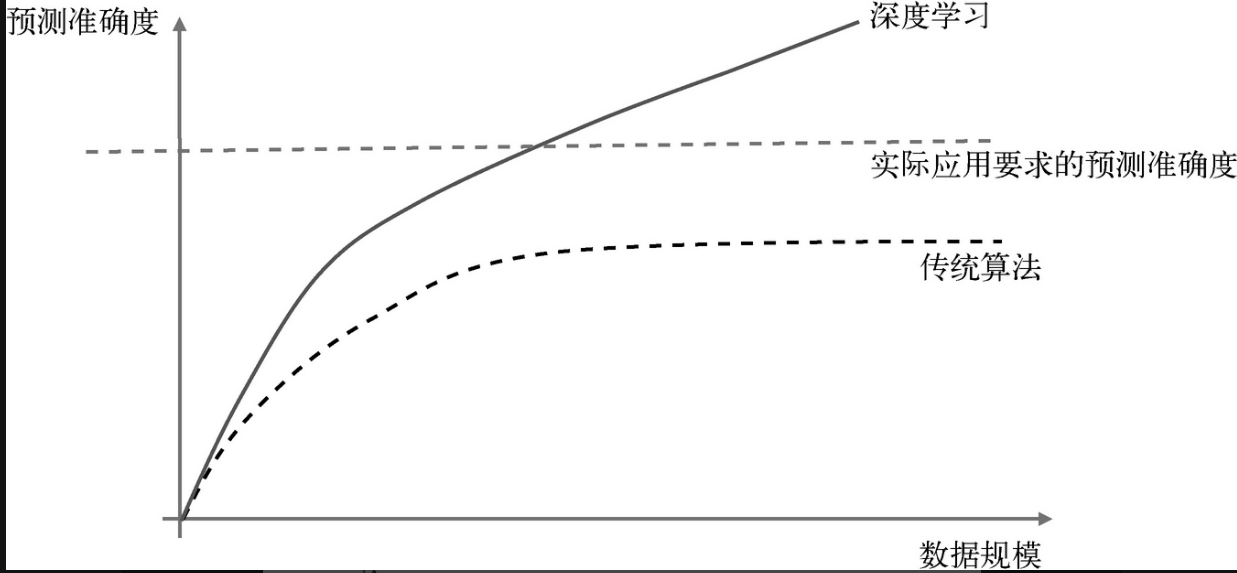 预测准确度
深度学习
实际应用要求的预测准确度
传统算法
数据规模